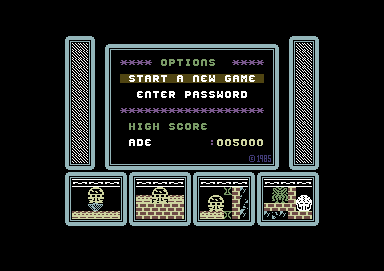 **** OPTIONS ****
START A NEW GAME
ENTER PASSWORD
*****************
HIGH SCORE
ADE :005000
©1985